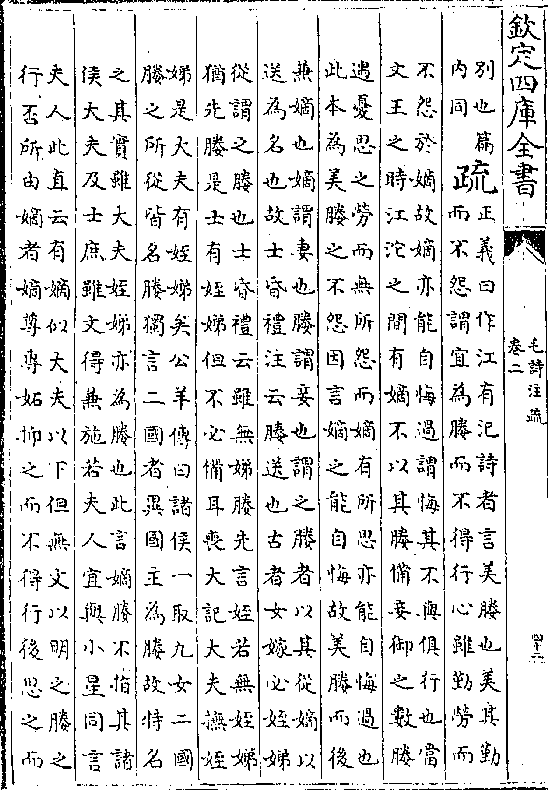 欽定四庫全書
毛詩注疏
卷二
四十二
別也篇
內同
疏
正義曰作江有汜詩者言美媵也美其勤
而不怨謂宜為媵而不得行心雖勤勞而
不怨於嫡故嫡亦能自悔過謂悔其不與俱行也當
文王之時江沱之間有嫡不以其媵備妾御之數媵
遇憂思之勞而無所怨而嫡有所思亦能自悔過也
此本為美媵之不怨因言嫡之能自悔故美媵而後
兼嫡也嫡謂妻也媵謂妾也謂之媵者以其從嫡以
送為名也故士昏禮注云媵送也古者女嫁必姪娣
從謂之媵也士昏禮云雖無娣媵先言姪若無姪娣
猶先媵是士有姪娣但不必備耳喪大記大夫撫姪
娣是大夫有姪娣矣公羊傳曰諸侯一取九女二國
媵之所從皆名媵獨言二國者異國主為媵故特名
之其實雖大夫姪娣亦為媵也此言嫡媵不指其諸
侯大夫及士庶雖文得兼施若夫人宜與小星同言
夫人此直云有嫡似大夫以下但無文以明之媵之
行否所由嫡者嫡尊專妬抑之而不得行後思之而